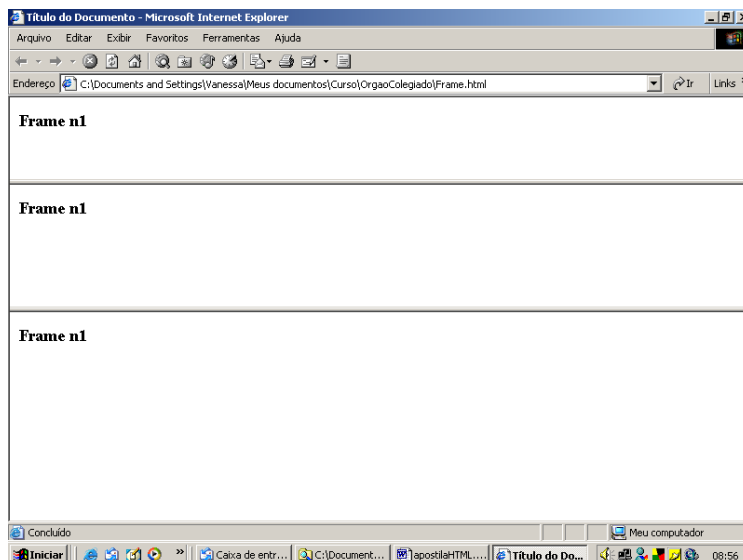 Título do Documento - Microsoft Internet Explorer
Arquivo Editar Exibir Favoritos Ferramentas Ajuda
Endereço C:\Documents and Settings\Vanessa\Meus documentos\Curso\OrgaoColegiado\Frame.html Ir Links
Frame n1
Frame n1
Frame n1
Concluído Meu computador
Iniciar Caixa de entr... C:\Document... apostilaHTML.... Título do Do... 08:56